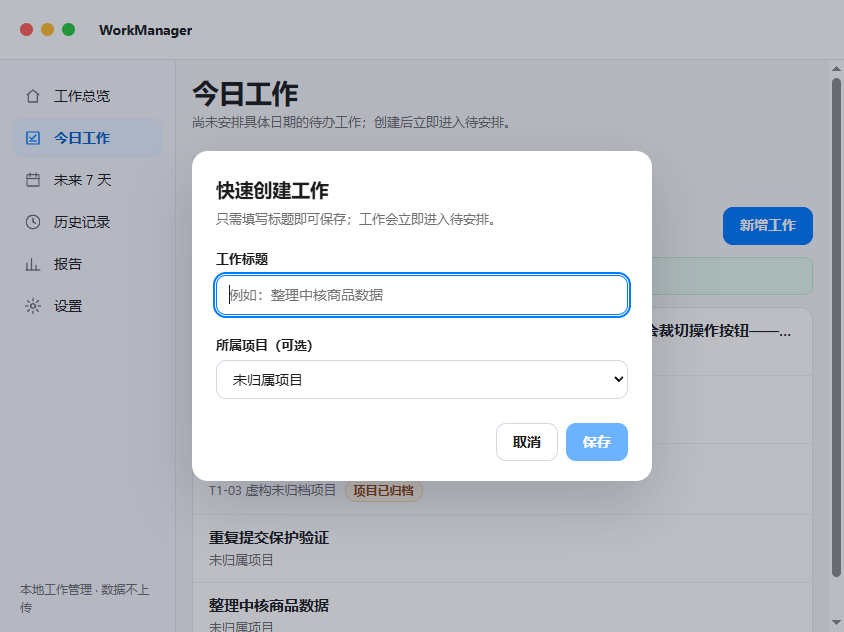 WorkManager
工作总览
今日工作
未来 7 天
历史记录
报告
设置
本地工作管理 · 数据不上
传
今日工作
尚未安排具体日期的待办工作；创建后立即进入待安排。
新增工作
会裁切操作按钮——...
快速创建工作
只需填写标题即可保存；工作会立即进入待安排。
工作标题
例如：整理中核商品数据
所属项目（可选）
未归属项目
取消
保存
T1-03 虚构未归档项目
项目已归档
重复提交保护验证
未归属项目
整理中核商品数据
未归属项目